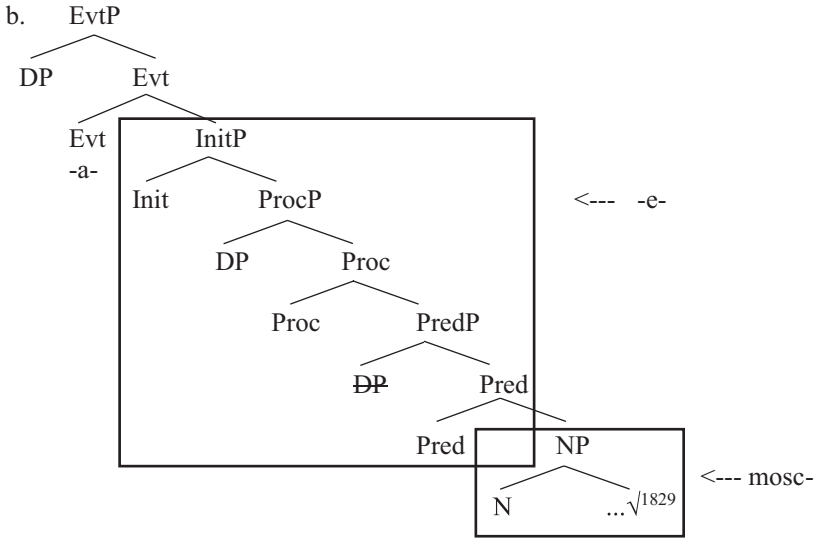 b. EvtP
DP Evt
Evt InitP
-a-
Init ProcP <--- -e-
DP Proc
Proc PredP
DP Pred
Pred NP
<--- mosc-
N ...√1829